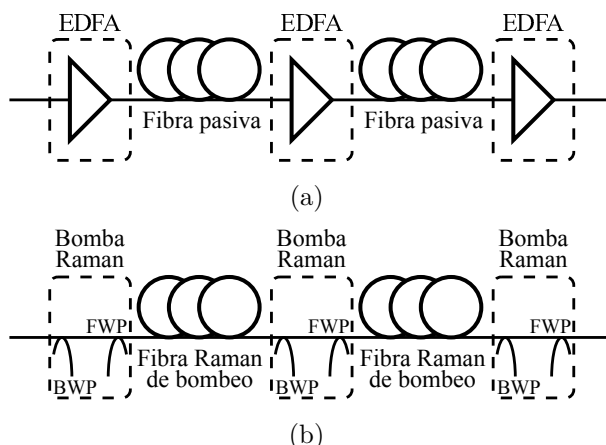 EDFA EDFA EDFA
Fibra pasiva Fibra pasiva
(a)
Bomba Bomba Bomba
Raman Raman Raman
FWP FWP FWP
Fibra Raman Fibra Raman
de bombeo de bombeo
BWP BWP BWP
(b)